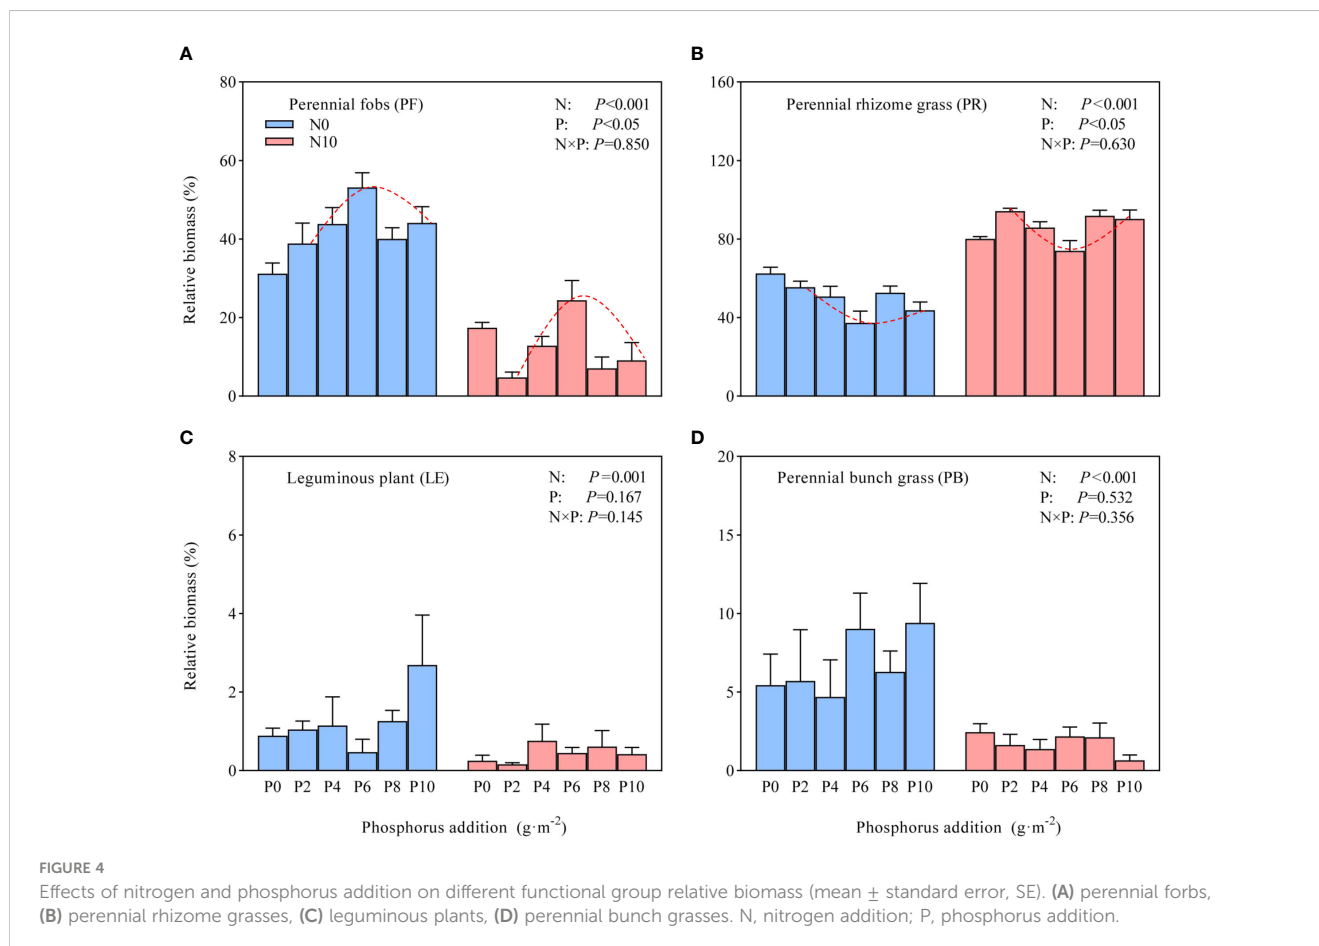 A
Relative biomass (%)
80
60
40
20
0
Perennial fobs (PF)
N0
N10
N: P<0.001
P: P<0.05
N×P: P=0.850
B
160
120
80
40
0
Perennial rhizome grass (PR)
N: P<0.001
P: P<0.05
N×P: P=0.630
C
Relative biomass (%)
8
6
4
2
0
Leguminous plant (LE)
N: P=0.001
P: P=0.167
N×P: P=0.145
P0 P2 P4 P6 P8 P10 P0 P2 P4 P6 P8 P10
Phosphorus addition (g·m-2)
D
20
15
10
5
0
Perennial bunch grass (PB)
N: P<0.001
P: P=0.532
N×P: P=0.356
P0 P2 P4 P6 P8 P10 P0 P2 P4 P6 P8 P10
Phosphorus addition (g·m-2)
FIGURE 4
Effects of nitrogen and phosphorus addition on different functional group relative biomass (mean ± standard error, SE). (A) perennial forbs,
(B) perennial rhizome grasses, (C) leguminous plants, (D) perennial bunch grasses. N, nitrogen addition; P, phosphorus addition.